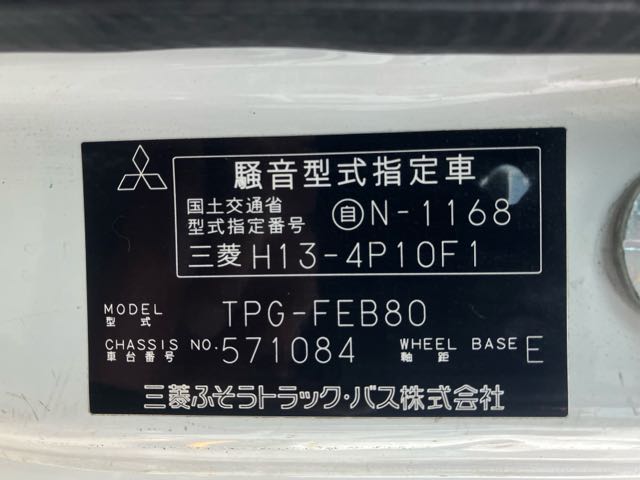 騒音型式指定車
国土交通省
型式指定番号 自N-1168
三菱 H13-4P10F1
MODEL
型式 TPG-FEB80
CHASSIS NO.
車台番号 571084 WHEEL BASE
軸距 E
三菱ふそうトラック・バス株式会社